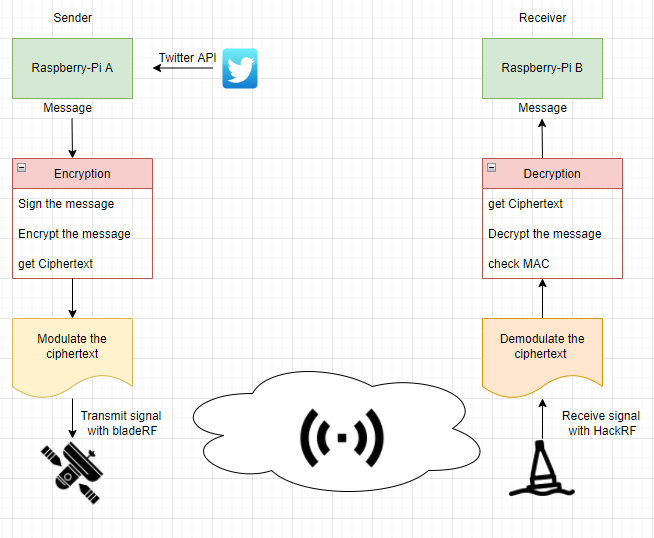 Sender
Receiver
Raspberry-Pi A
Twitter API
Raspberry-Pi B
Message
Message
Encryption
Sign the message
Encrypt the message
get Ciphertext
Decryption
get Ciphertext
Decrypt the message
check MAC
Modulate the
ciphertext
Demodulate the
ciphertext
Transmit signal
with bladeRF
Receive signal
with HackRF